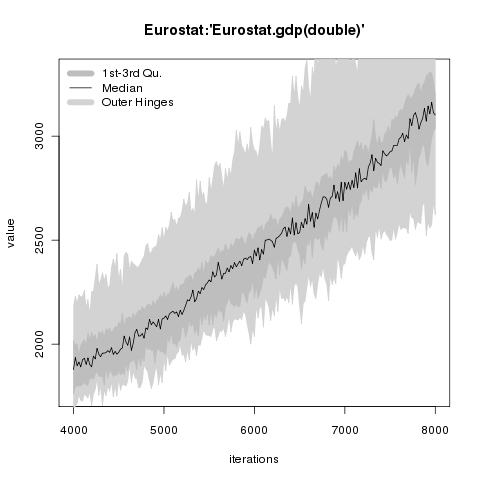 Eurostat:'Eurostat.gdp(double)'
1st-3rd Qu.
Median
Outer Hinges
value
3000
2500
2000
4000 5000 6000 7000 8000
iterations